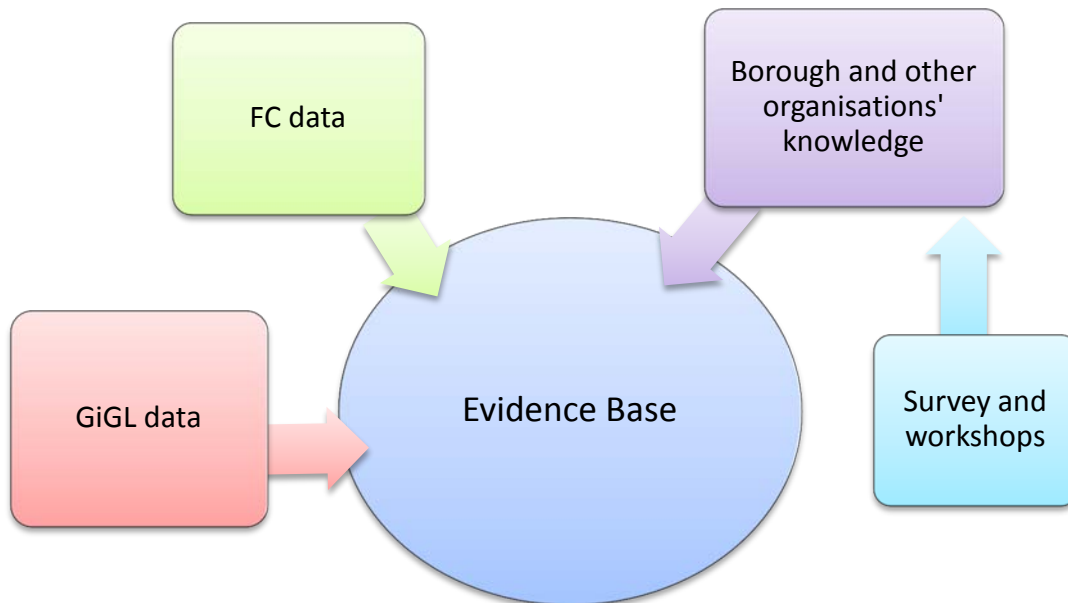 FC data
Borough and other
organisations'
knowledge
GiGL data
Evidence Base
Survey and
workshops